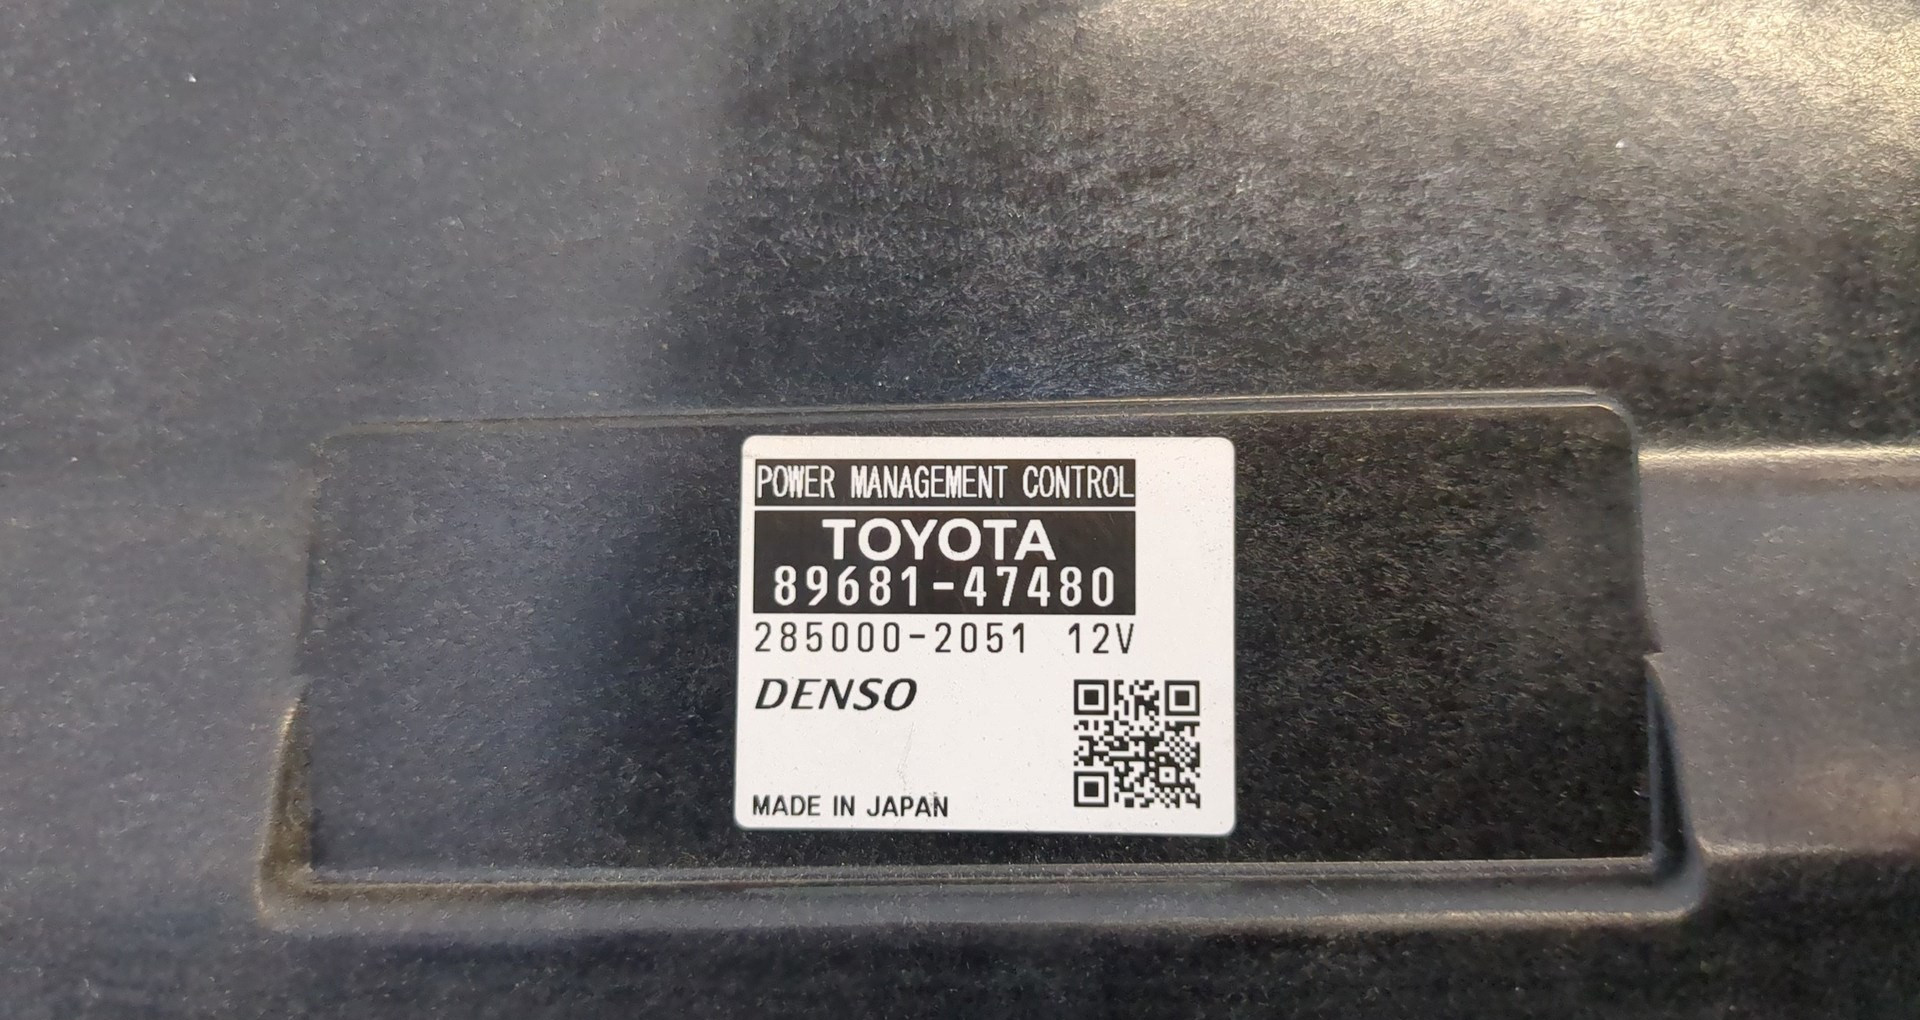 POWER MANAGEMENT CONTROL
TOYOTA
89681-47480
285000-2051 12V
DENSO
MADE IN JAPAN